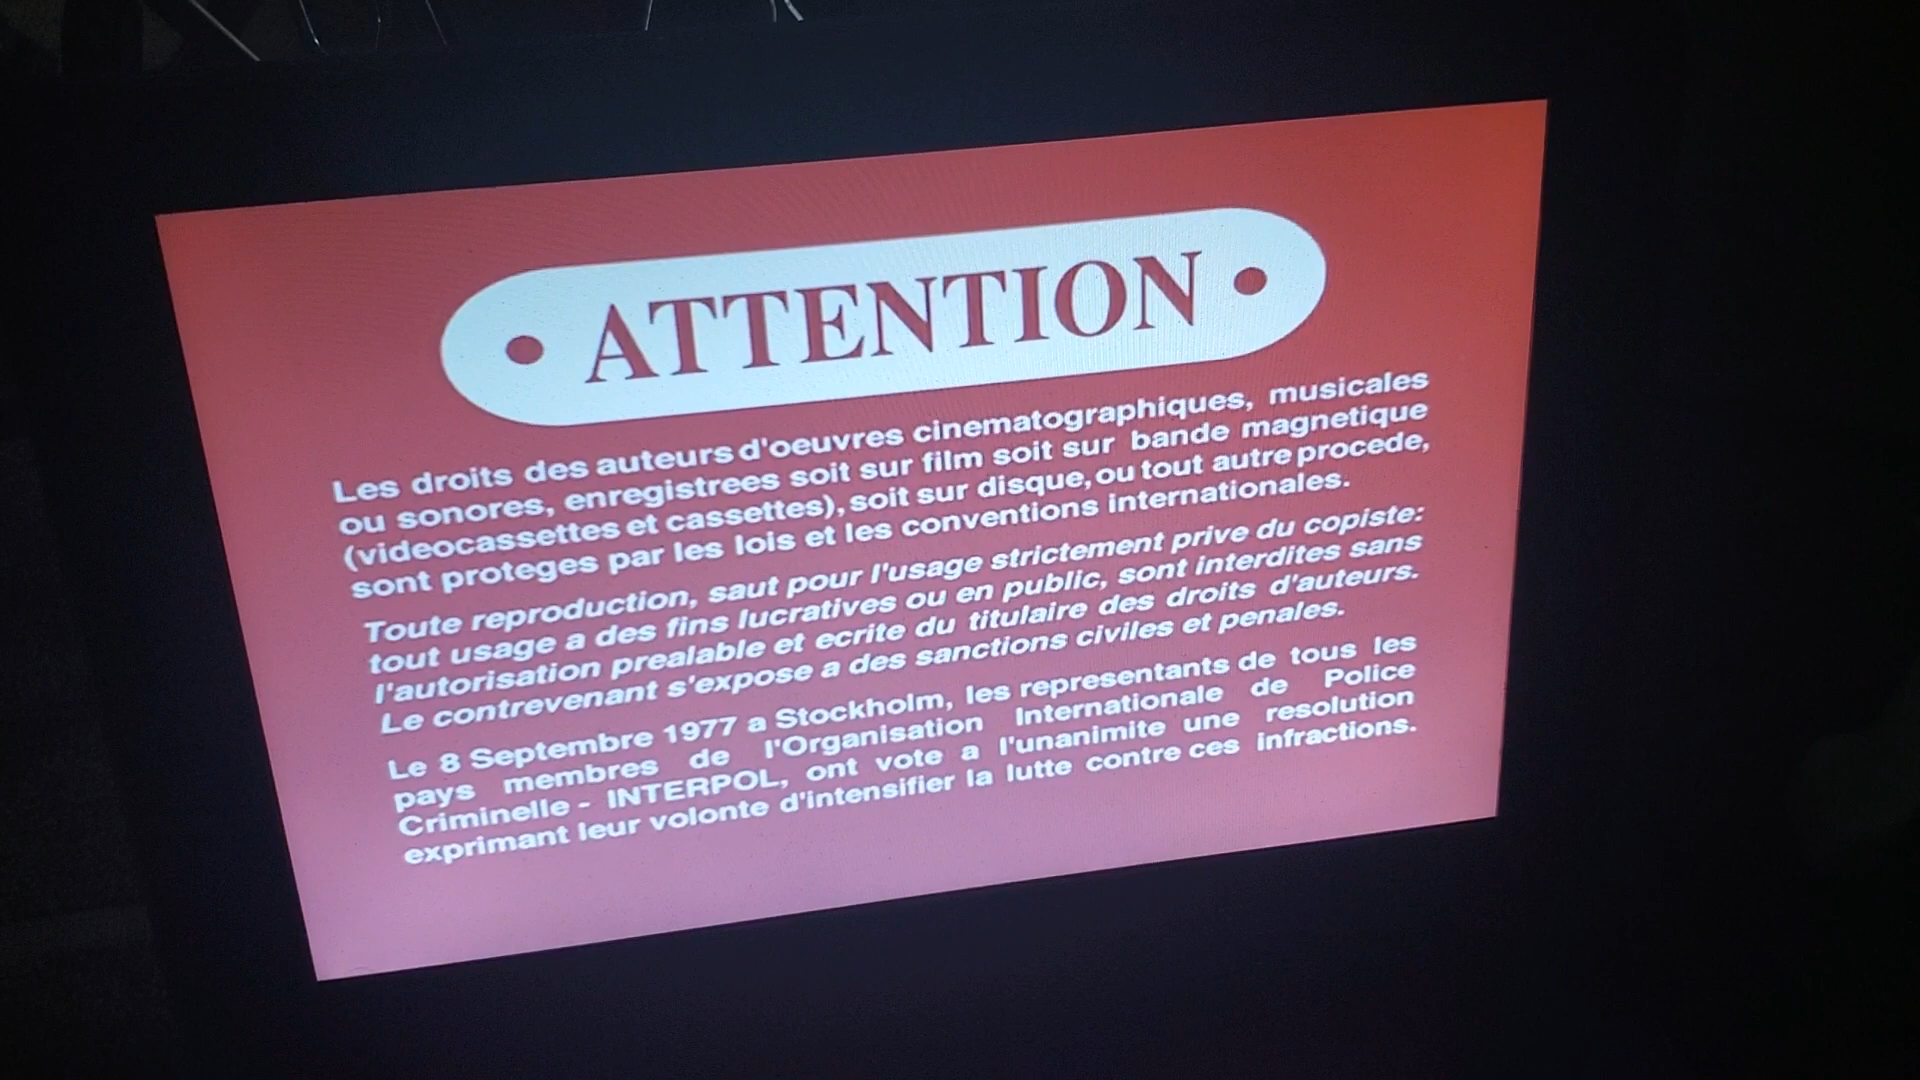 • ATTENTION •
Les droits des auteurs d'oeuvres cinematographiques, musicales
ou sonores, enregistrees soit sur film soit sur bande magnetique
(videocassettes et cassettes), soit sur disque, ou tout autre procede,
sont proteges par les lois et les conventions internationales.
Toute reproduction, saut pour l'usage strictement prive du copiste:
tout usage a des fins lucratives ou en public, sont interdites sans
l'autorisation prealable et ecrite du titulaire des droits d'auteurs.
Le contrevenant s'expose a des sanctions civiles et penales.
Le 8 Septembre 1977 a Stockholm, les representants de tous les
pays membres de l'Organisation Internationale de Police
Criminelle - INTERPOL, ont vote a l'unanimite une resolution
exprimant leur volonte d'intensifier la lutte contre ces infractions.